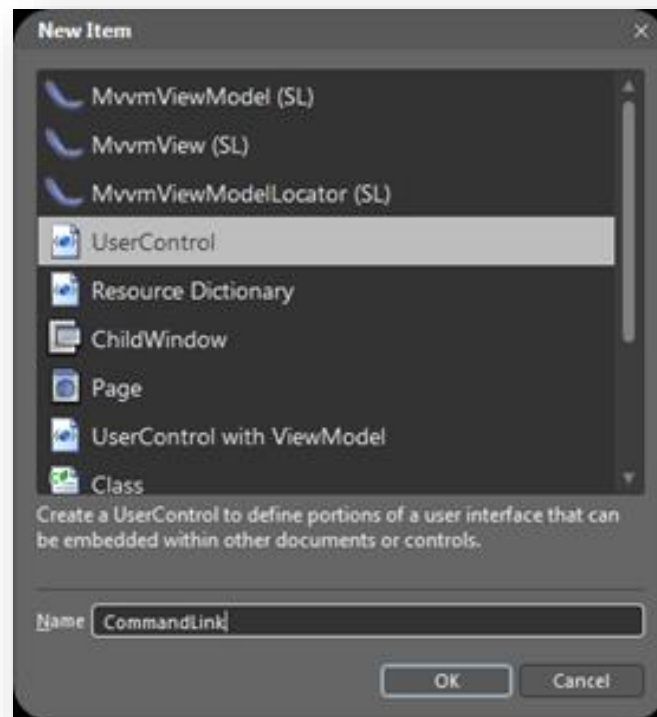 New Item
MvvmViewModel (SL)
MvvmView (SL)
MvvmViewModelLocator (SL)
UserControl
Resource Dictionary
ChildWindow
Page
UserControl with ViewModel
Class
Create a UserControl to define portions of a user interface that can
be embedded within other documents or controls.
Name CommandLink
OK Cancel